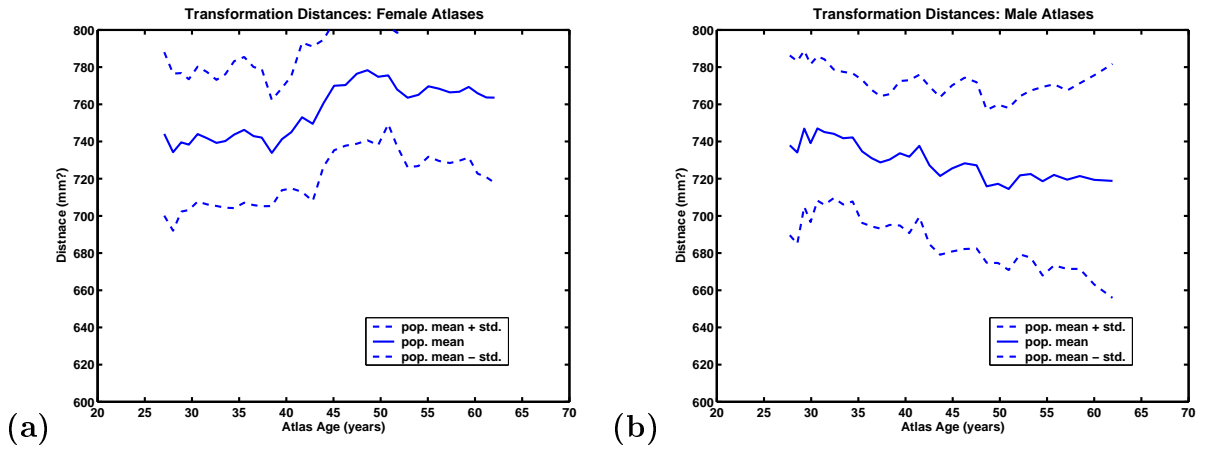 Transformation Distances: Female Atlases
800
780
760
740
720
700
680
660
640
620
600
Distnace (mm?)
pop. mean + std.
pop. mean
pop. mean − std.
20 25 30 35 40 45 50 55 60 65 70
Atlas Age (years)
(a)
Transformation Distances: Male Atlases
800
780
760
740
720
700
680
660
640
620
600
Distnace (mm?)
pop. mean + std.
pop. mean
pop. mean − std.
20 25 30 35 40 45 50 55 60 65 70
Atlas Age (years)
(b)